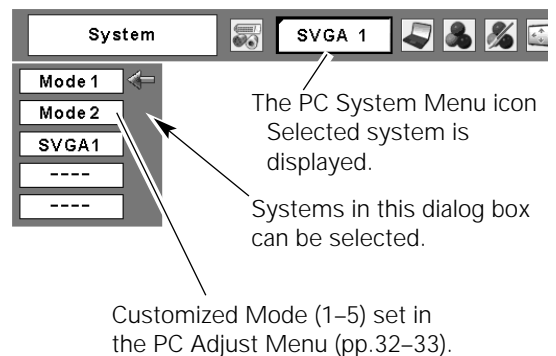 System
SVGA 1
Mode 1
Mode 2
SVGA1
----
----
The PC System Menu icon
Selected system is
displayed.
Systems in this dialog box
can be selected.
Customized Mode (1–5) set in
the PC Adjust Menu (pp.32–33).